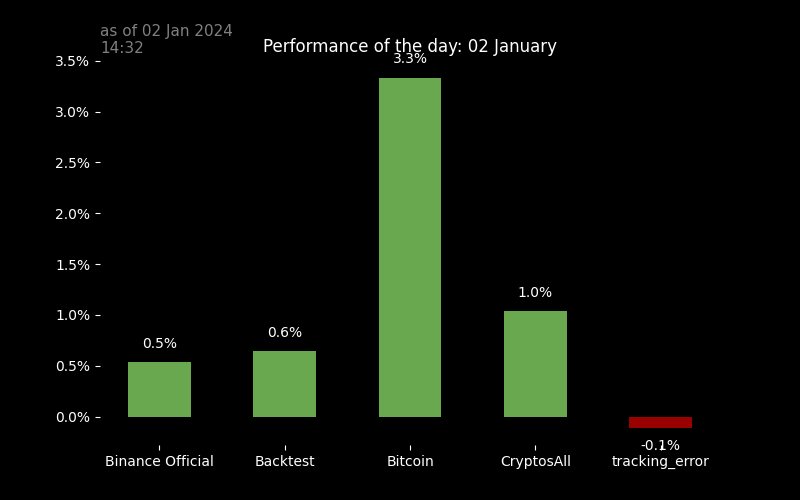 as of 02 Jan 2024
14:32
Performance of the day: 02 January
3.5%
3.0%
2.5%
2.0%
1.5%
1.0%
0.5%
0.0%
0.5%
0.6%
3.3%
1.0%
-0.1%
Binance Official
Backtest
Bitcoin
CryptosAll
tracking_error